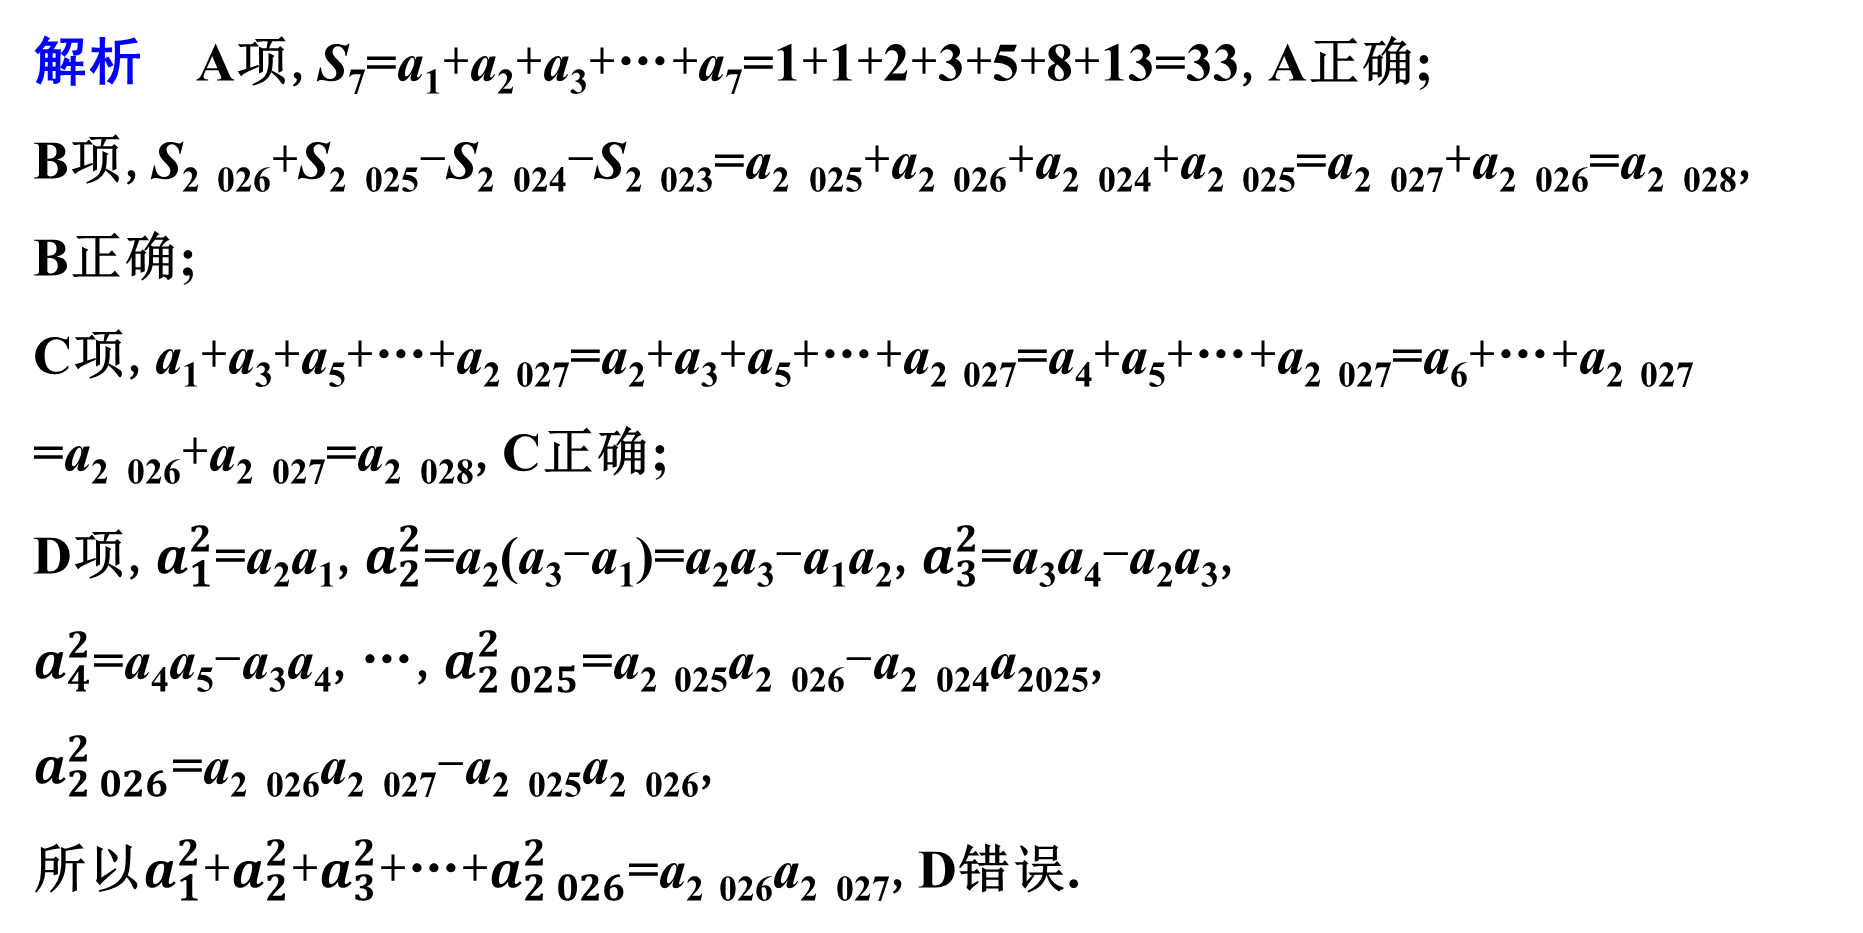 解析　A项, S₇=a₁+a₂+a₃+⋯+a₇=1+1+2+3+5+8+13=33, A正确;
B项, S₂ ₀₂₆+S₂ ₀₂₅−S₂ ₀₂₄−S₂ ₀₂₃=a₂ ₀₂₅+a₂ ₀₂₆+a₂ ₀₂₄+a₂ ₀₂₅=a₂ ₀₂₇+a₂ ₀₂₆=a₂ ₀₂₈,
B正确;
C项, a₁+a₃+a₅+⋯+a₂ ₀₂₇=a₂+a₃+a₅+⋯+a₂ ₀₂₇=a₄+a₅+⋯+a₂ ₀₂₇=a₆+⋯+a₂ ₀₂₇
=a₂ ₀₂₆+a₂ ₀₂₇=a₂ ₀₂₈, C正确;
D项, a₁²=a₂a₁, a₂²=a₂(a₃−a₁)=a₂a₃−a₁a₂, a₃²=a₃a₄−a₂a₃,
a₄²=a₄a₅−a₃a₄, ⋯, a₂ ₀₂₅²=a₂ ₀₂₅a₂ ₀₂₆−a₂ ₀₂₄a₂₀₂₅,
a₂ ₀₂₆²=a₂ ₀₂₆a₂ ₀₂₇−a₂ ₀₂₅a₂ ₀₂₆,
所以a₁²+a₂²+a₃²+⋯+a₂ ₀₂₆²=a₂ ₀₂₆a₂ ₀₂₇, D错误.